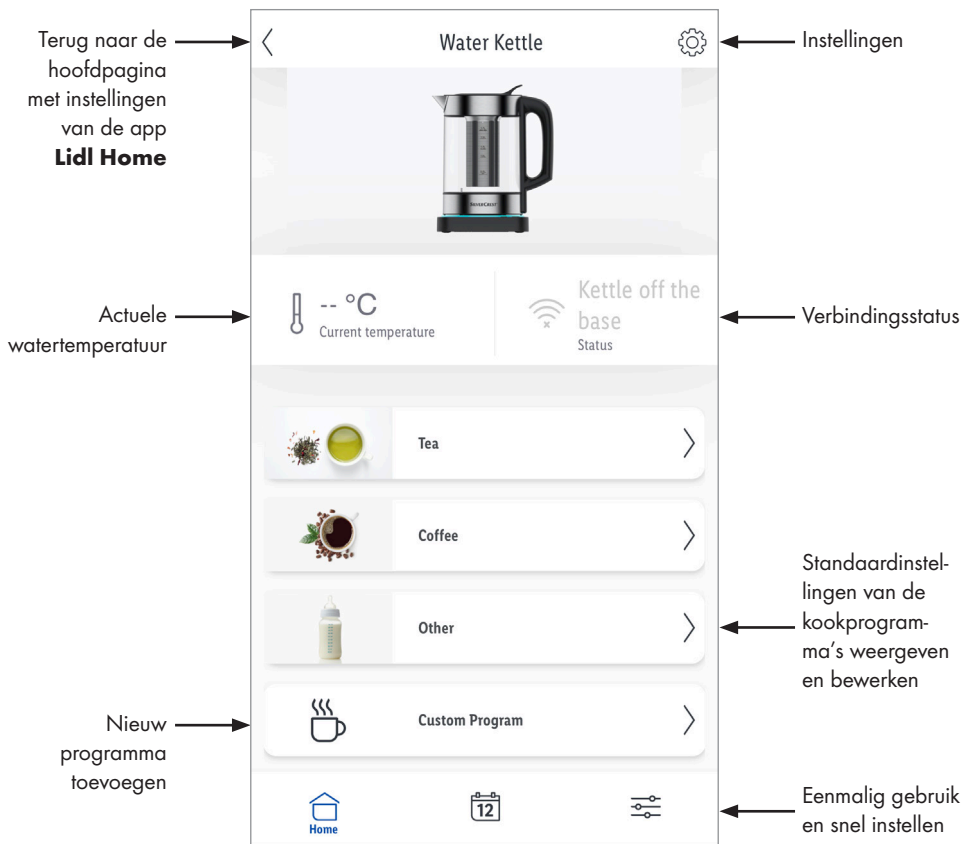 Terug naar de
hoofdpagina
met instellingen
van de app
Lidl Home
Water Kettle
Instellingen
SILVERCREST
Actuele
watertemperatuur
-- °C
Current temperature
Kettle off the
base
Status
Verbindingsstatus
Tea
Coffee
Other
Standaardinstel-
lingen van de
kookprogram-
ma's weergeven
en bewerken
Nieuw
programma
toevoegen
Custom Program
Home
12
Eenmalig gebruik
en snel instellen